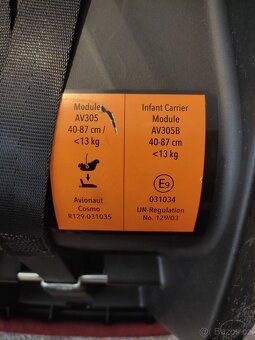 Module
AV305
40-87 cm /
<13 kg
Avionaut
Cosmo
R129-031035
Infant Carrier
Module
AV305B
40-87 cm
<13 kg
E9
031034
UN-Regulation
No. 129/03